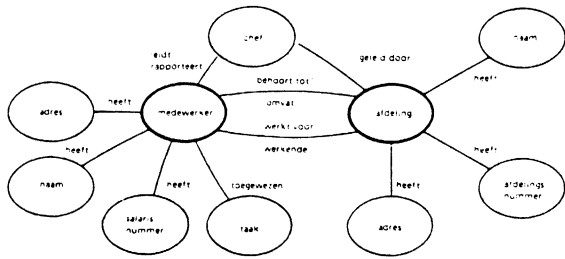 chef
naam
leidt
rapporteert
geleid door
heeft
behoort tot
adres
heeft
medewerker
omvat
afdeling
werkt voor
heeft
werkende
heeft
naam
heeft
toegewezen
heeft
afdelings
nummer
salaris
nummer
taak
adres